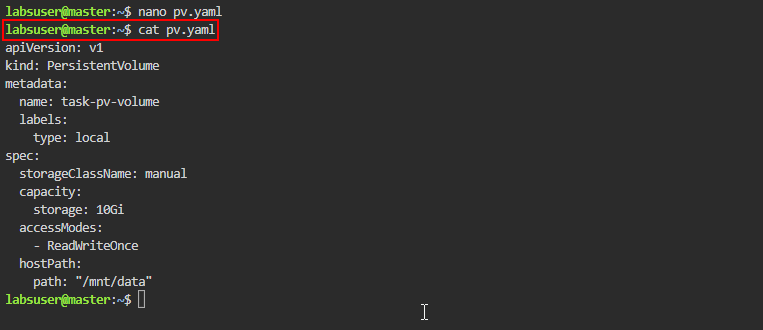 labsuser@master:~$ nano pv.yaml
labsuser@master:~$ cat pv.yaml
apiVersion: v1
kind: PersistentVolume
metadata:
  name: task-pv-volume
  labels:
    type: local
spec:
  storageClassName: manual
  capacity:
    storage: 10Gi
  accessModes:
    - ReadWriteOnce
  hostPath:
    path: "/mnt/data"
labsuser@master:~$